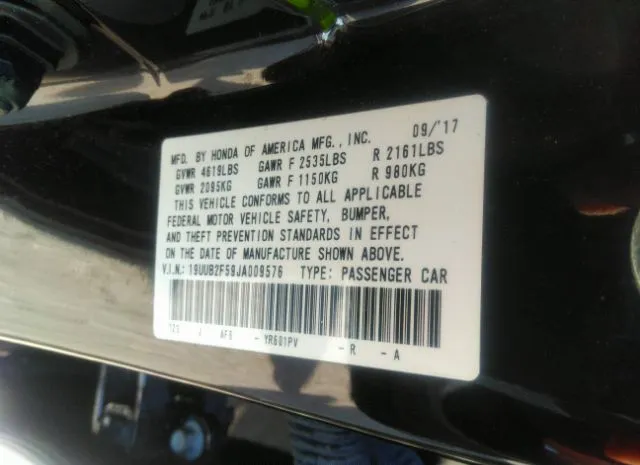 MFD. BY HONDA OF AMERICA MFG., INC. 09/'17
GVWR 4619LBS GAWR F 2535LBS R 2161LBS
GVWR 2095KG GAWR F 1150KG R 980KG
THIS VEHICLE CONFORMS TO ALL APPLICABLE
FEDERAL MOTOR VEHICLE SAFETY, BUMPER,
AND THEFT PREVENTION STANDARDS IN EFFECT
ON THE DATE OF MANUFACTURE SHOWN ABOVE.
V.I.N.: 19UUB2F59JA009576 TYPE: PASSENGER CAR
- YR601PV - R - A